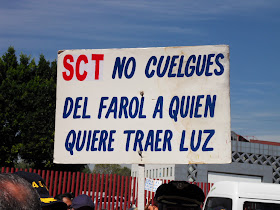 SCT NO CUELGUES
DEL FAROL A QUIEN
QUIERE TRAER LUZ